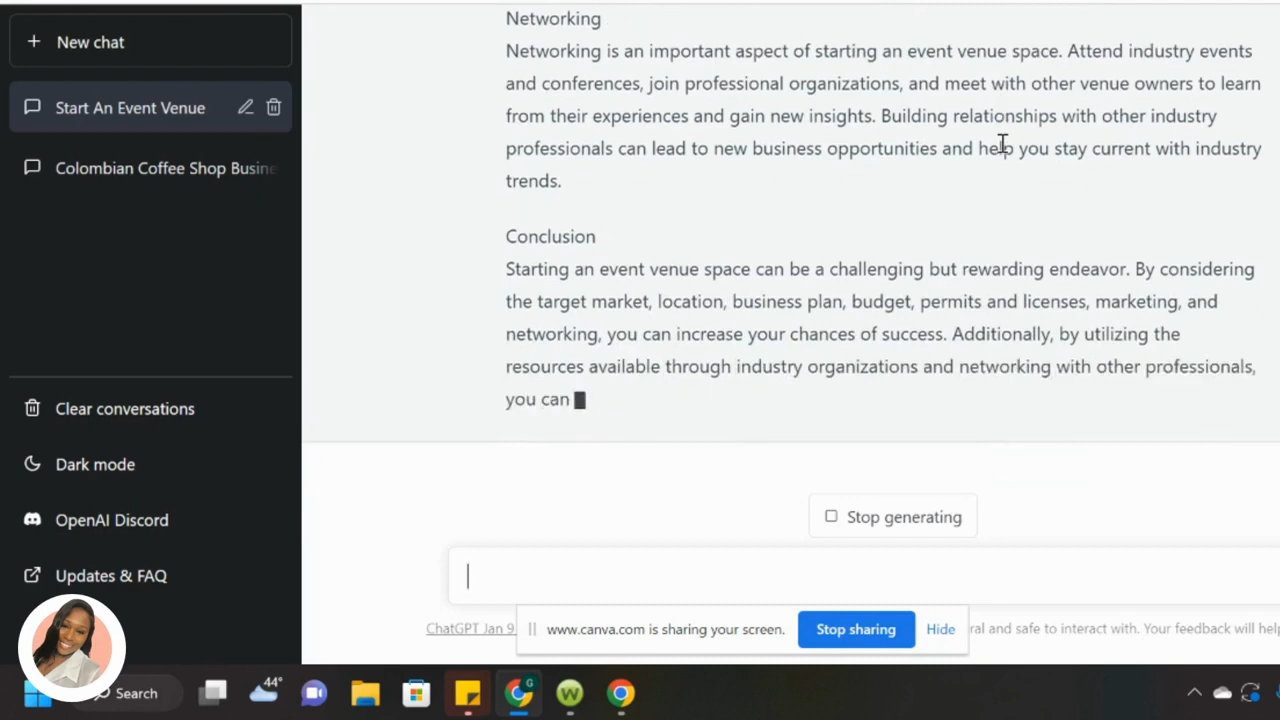 New chat
Start An Event Venue
Colombian Coffee Shop Busine
Clear conversations
Dark mode
OpenAI Discord
Updates & FAQ
Networking
Networking is an important aspect of starting an event venue space. Attend industry events
and conferences, join professional organizations, and meet with other venue owners to learn
from their experiences and gain new insights. Building relationships with other industry
professionals can lead to new business opportunities and help you stay current with industry
trends.
Conclusion
Starting an event venue space can be a challenging but rewarding endeavor. By considering
the target market, location, business plan, budget, permits and licenses, marketing, and
networking, you can increase your chances of success. Additionally, by utilizing the
resources available through industry organizations and networking with other professionals,
you can
Stop generating
ChatGPT Jan 9
www.canva.com is sharing your screen.
Stop sharing
Hide
ral and safe to interact with. Your feedback will help
Search
44°
G
W